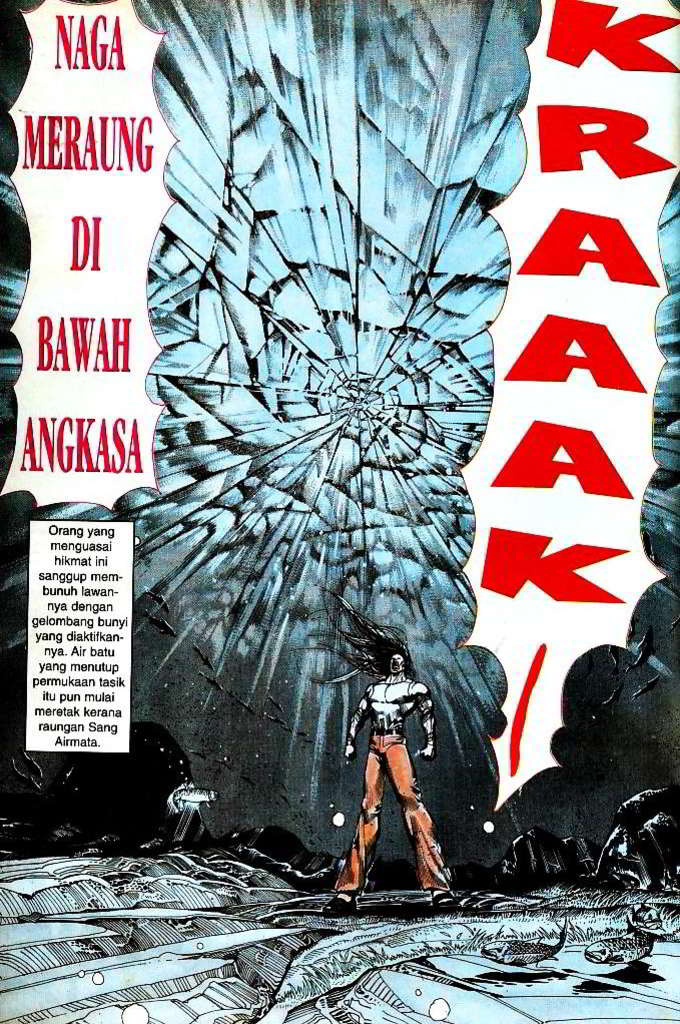 NAGA
MERAUNG
DI
BAWAH
ANGKASA
KRAAAK!
Orang yang
menguasai
hikmat ini
sanggup mem-
bunuh lawan-
nya dengan
gelombang bunyi
yang diaktifkan-
nya. Air batu
yang menutup
permukaan tasik
itu pun mulai
meretak kerana
raungan Sang
Airmata.